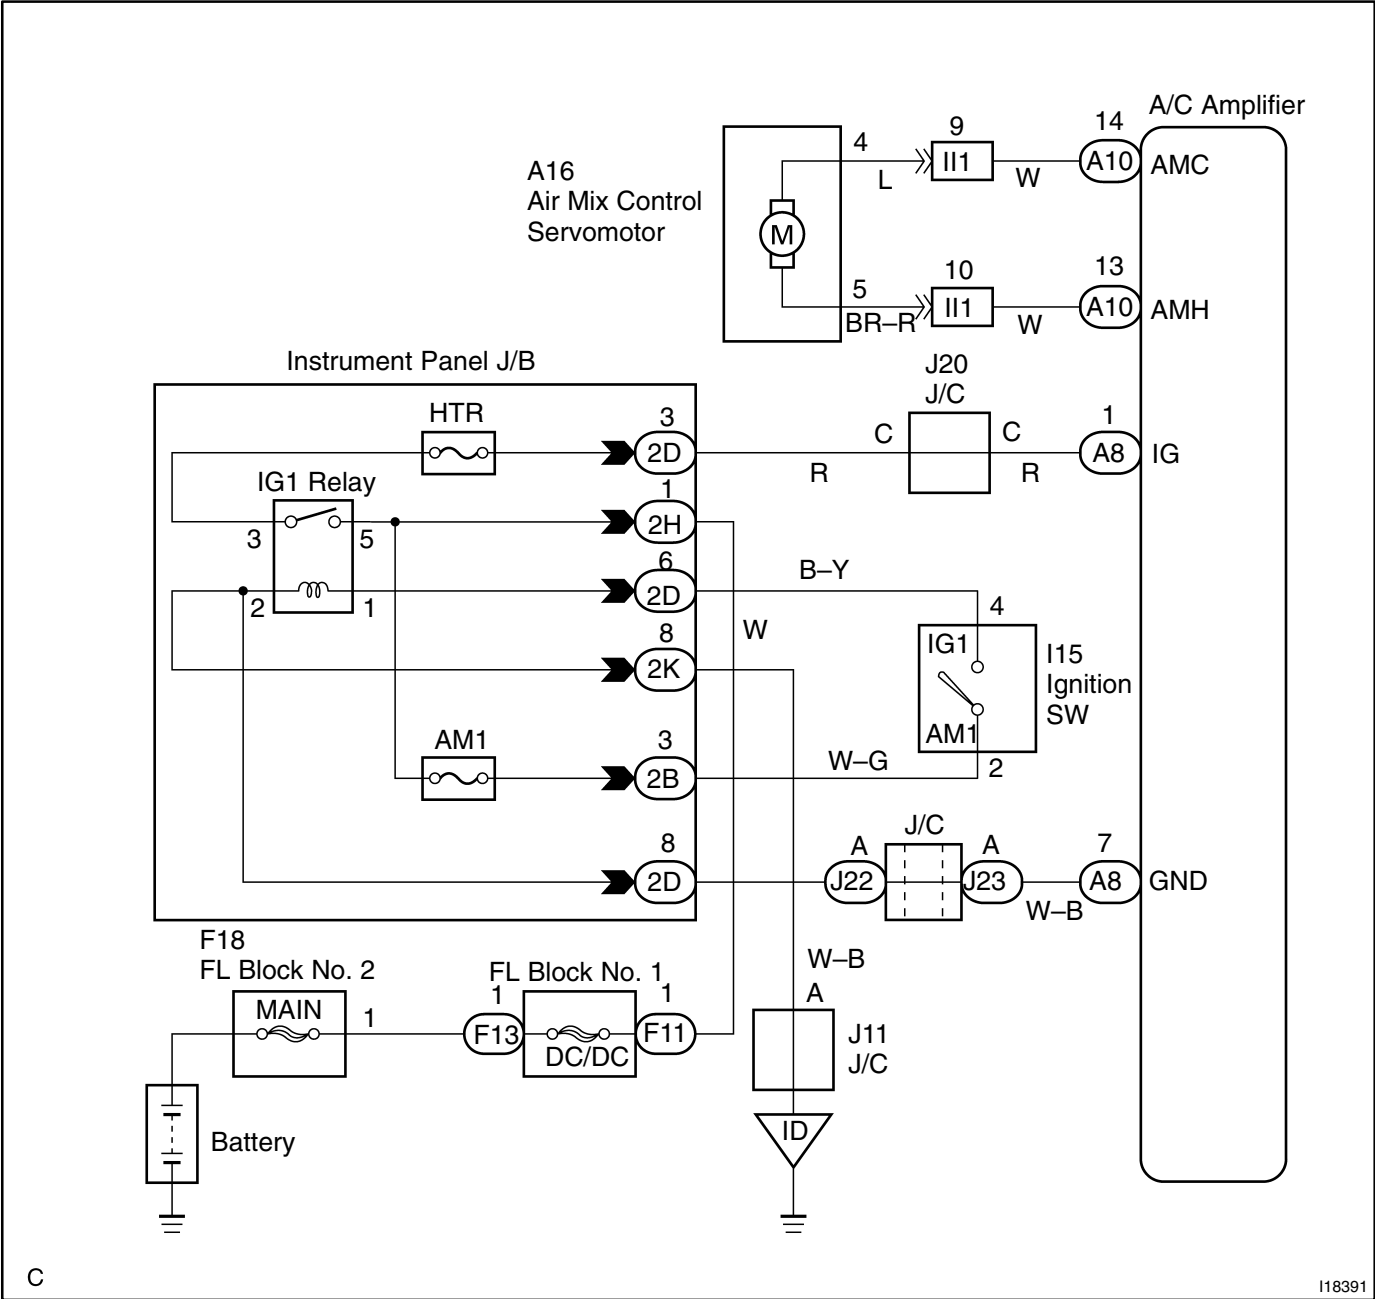 A/C Amplifier
A16
Air Mix Control
Servomotor
M
4
L
9
II1
W
14
A10
AMC
5
BR–R
10
II1
W
13
A10
AMH
Instrument Panel J/B
HTR
3
2D
R
J20
J/C
C
C
R
1
A8
IG
IG1 Relay
3
5
1
2H
W
2
1
6
2D
B–Y
4
IG1
AM1
2
I15
Ignition
SW
8
2K
AM1
3
2B
W–G
8
2D
A
J22
J/C
A
J23
W–B
7
A8
GND
F18
FL Block No. 2
MAIN
1
FL Block No. 1
1
F13
DC/DC
1
F11
W–B
A
J11
J/C
ID
Battery
C
I18391